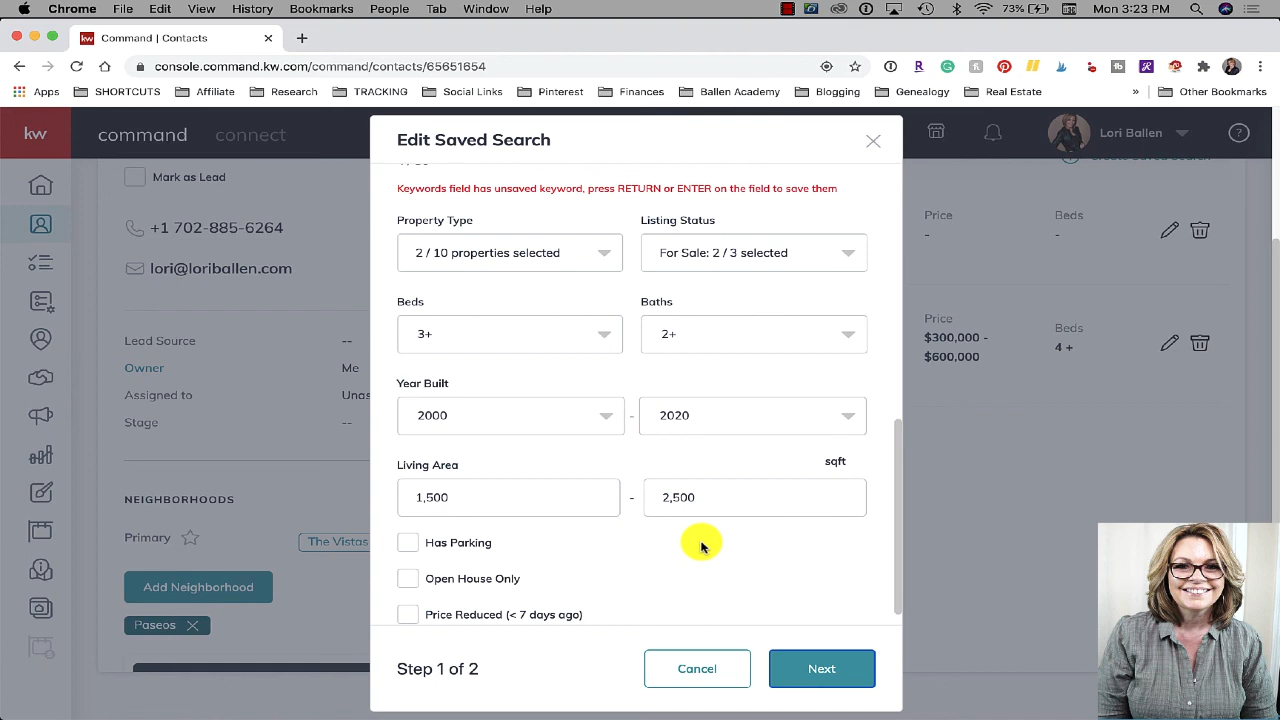 Chrome File Edit View History Bookmarks People Tab Window Help 73% Mon 3:23 PM
kw Command | Contacts
console.command.kw.com/command/contacts/65651654
Apps SHORTCUTS Affiliate Research TRACKING Social Links Pinterest Finances Ballen Academy Blogging Genealogy Real Estate » Other Bookmarks
kw command connect Lori Ballen
Edit Saved Search
Mark as Lead
+1 702-885-6264
lori@loriballen.com
Lead Source --
Owner Me
Assigned to Unas
Stage --
NEIGHBORHOODS
Primary The Vistas
Add Neighborhood
Paseos
Keywords field has unsaved keyword, press RETURN or ENTER on the field to save them
Property Type Listing Status
2 / 10 properties selected For Sale: 2 / 3 selected
Beds Baths
3+ 2+
Year Built
2000 - 2020
Living Area sqft
1,500 - 2,500
Has Parking
Open House Only
Price Reduced (< 7 days ago)
Step 1 of 2 Cancel Next
Create Saved Search
Price Beds
- -
Price Beds
$300,000 - 4 +
$600,000